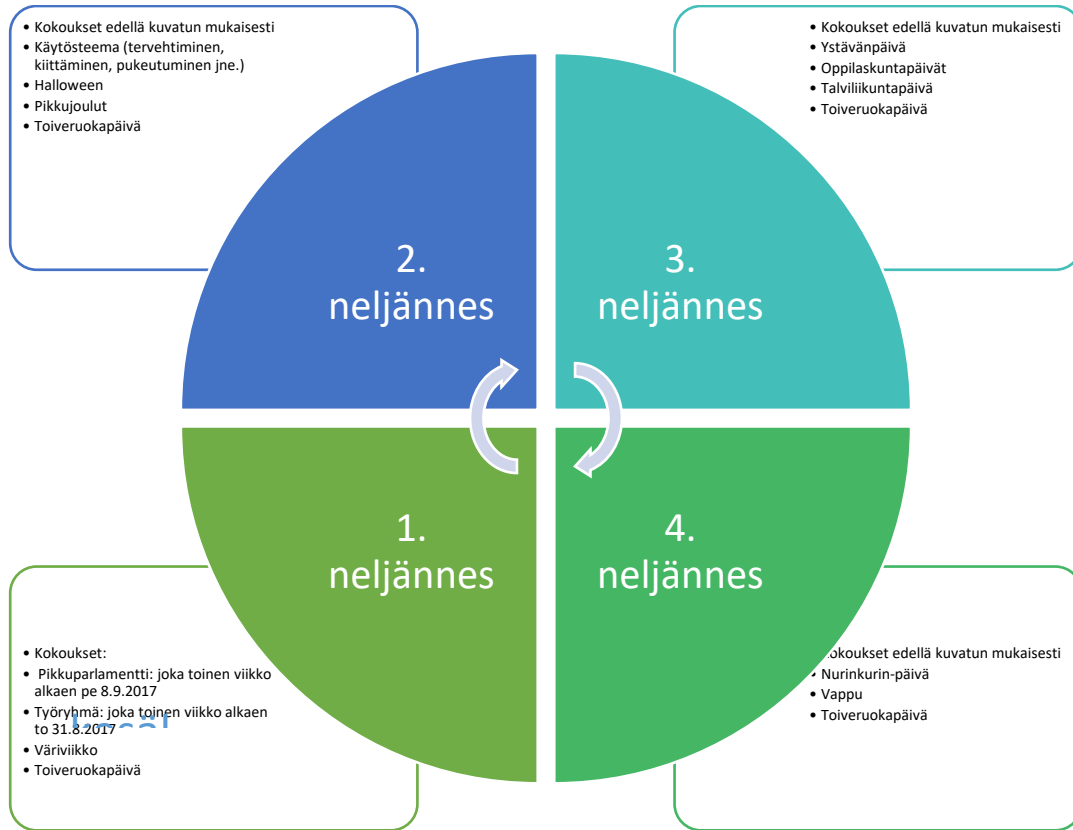 • Kokoukset edellä kuvatun mukaisesti
• Käytösteema (tervehtiminen,
kiittäminen, pukeutuminen jne.)
• Halloween
• Pikkujoulut
• Toiveruokapäivä
• Kokoukset edellä kuvatun mukaisesti
• Ystävänpäivä
• Oppilaskuntapäivät
• Talviliikuntapäivä
• Toiveruokapäivä
2.
neljännes
3.
neljännes
1.
neljännes
4.
neljännes
• Kokoukset:
• Pikkuparlamentti: joka toinen viikko
alkaen pe 8.9.2017
• Työryhmä: joka toinen viikko alkaen
to 31.8.2017
• Väriviikko
• Toiveruokapäivä
okoukset edellä kuvatun mukaisesti
• Nurinkurin-päivä
• Vappu
• Toiveruokapäivä